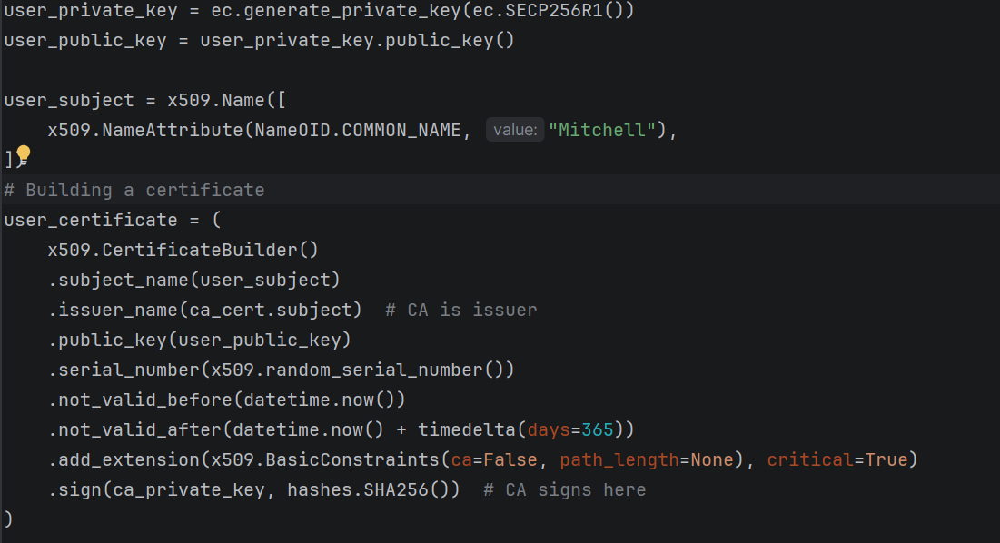 user_private_key = ec.generate_private_key(ec.SECP256R1())
user_public_key = user_private_key.public_key()
user_subject = x509.Name([
    x509.NameAttribute(NameOID.COMMON_NAME, value: "Mitchell"),
])
# Building a certificate
user_certificate = (
    x509.CertificateBuilder()
    .subject_name(user_subject)
    .issuer_name(ca_cert.subject)  # CA is issuer
    .public_key(user_public_key)
    .serial_number(x509.random_serial_number())
    .not_valid_before(datetime.now())
    .not_valid_after(datetime.now() + timedelta(days=365))
    .add_extension(x509.BasicConstraints(ca=False, path_length=None), critical=True)
    .sign(ca_private_key, hashes.SHA256())  # CA signs here
)